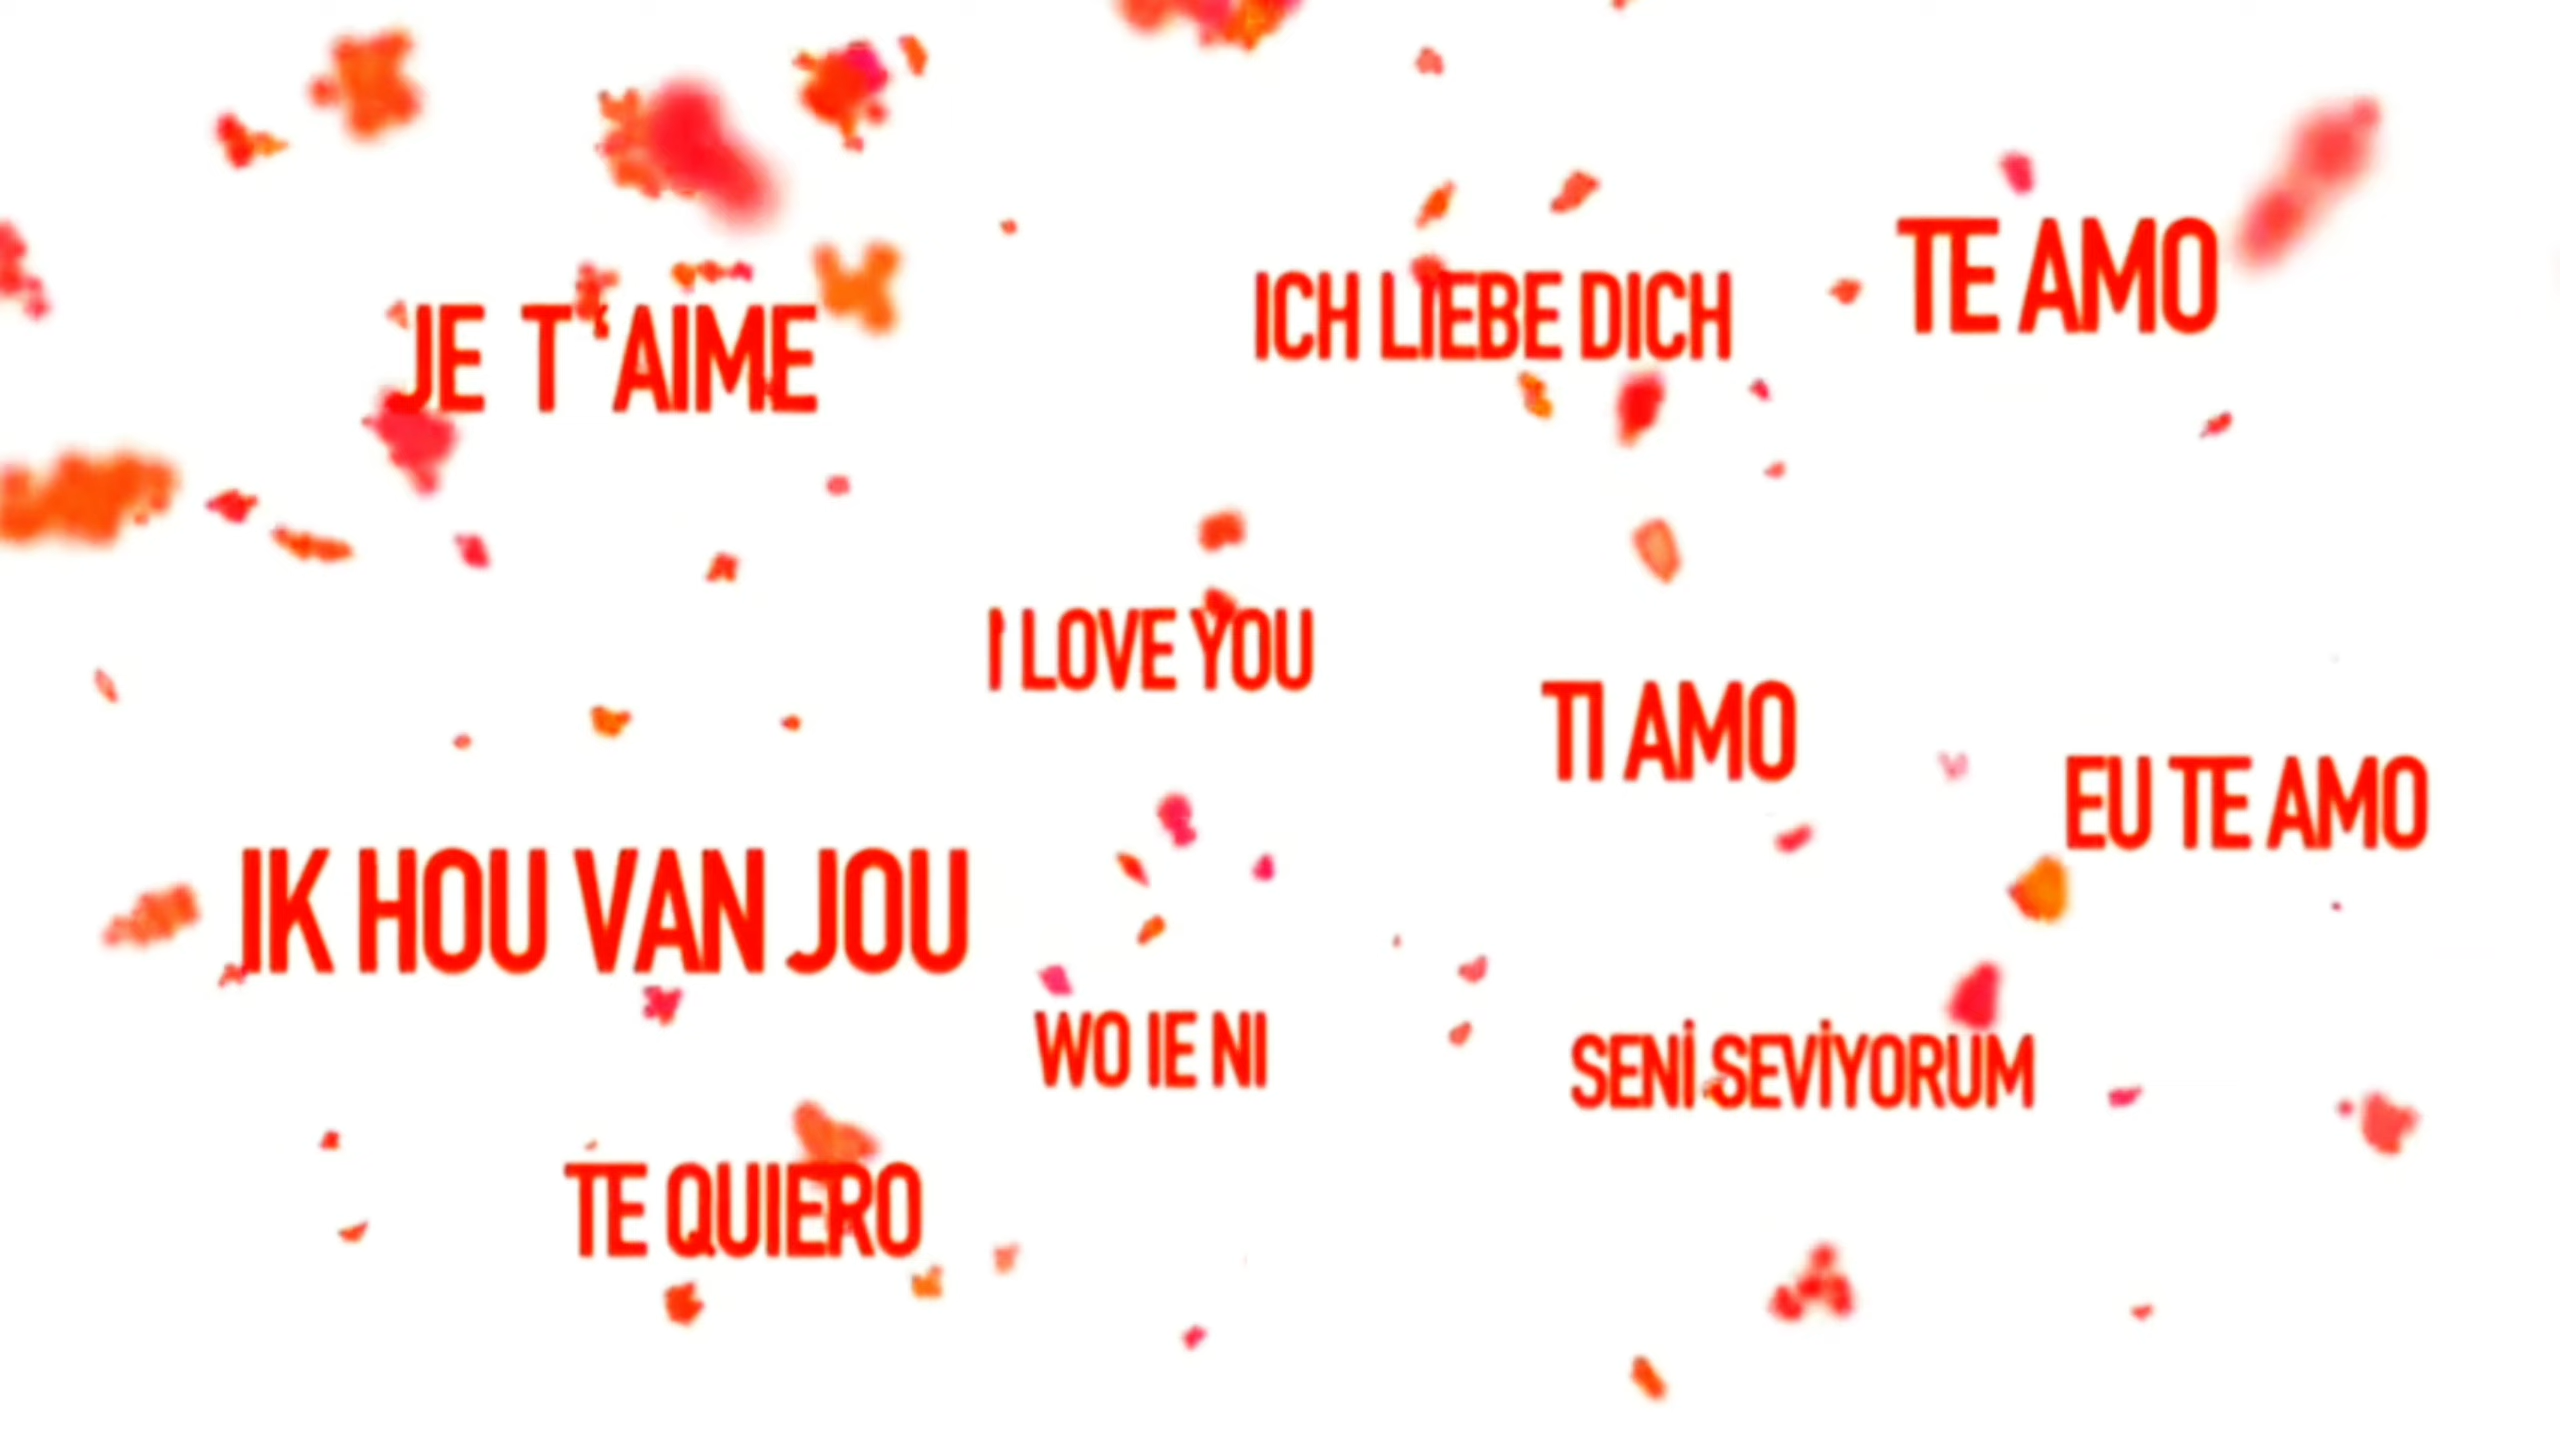 TE AMO
ICH LIEBE DICH
JE T'AIME
I LOVE YOU
TI AMO
EU TE AMO
IK HOU VAN JOU
WO IE NI
SENİ SEVİYORUM
TE QUIERO